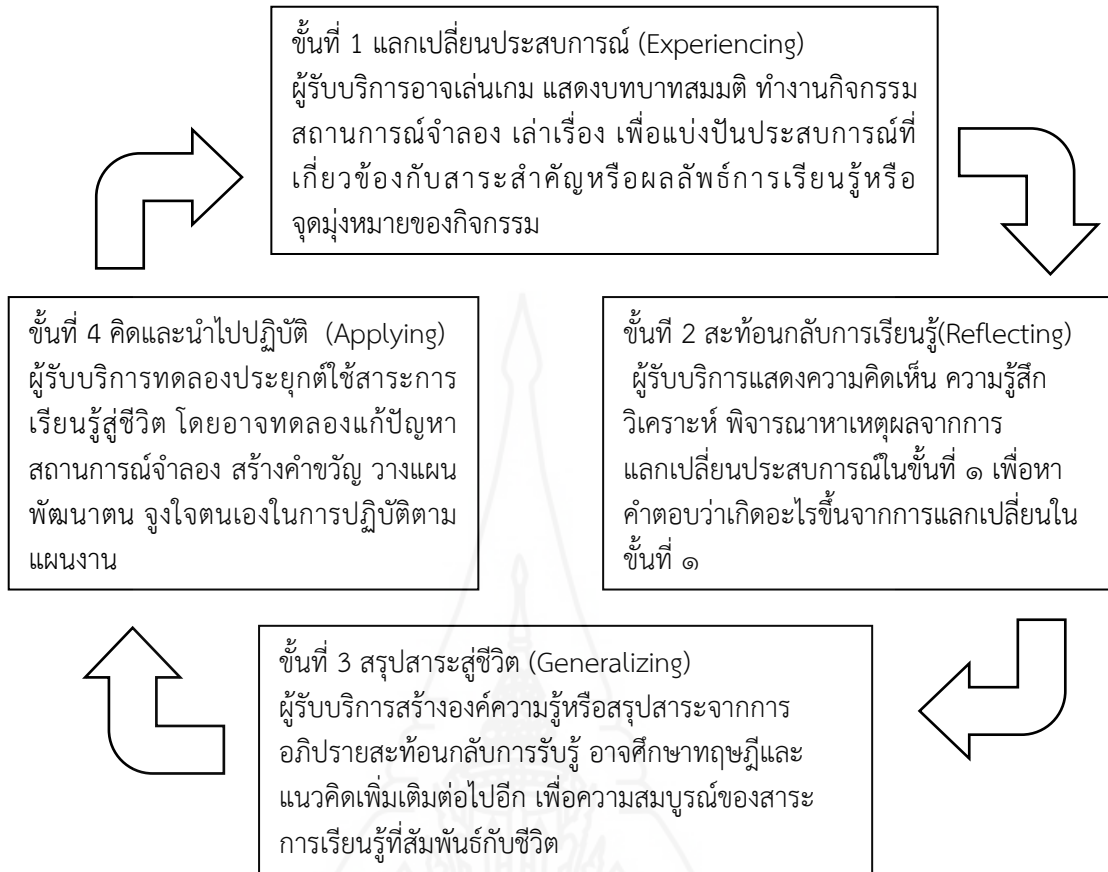 ขั้นที่ 1 แลกเปลี่ยนประสบการณ์ (Experiencing)
ผู้รับบริการอาจเล่นเกม แสดงบทบาทสมมติ ทำงานกิจกรรม
สถานการณ์จำลอง เล่าเรื่อง เพื่อแบ่งปันประสบการณ์ที่
เกี่ยวข้องกับสาระสำคัญหรือผลลัพธ์การเรียนรู้หรือ
จุดมุ่งหมายของกิจกรรม
ขั้นที 2 สะท้อนกลับการเรียนรู้(Reflecting)
ผู้รับบริการแสดงความคิดเห็น ความรู้สึก
วิเคราะห์ พิจารณาหาเหตุผลจากการ
แลกเปลี่ยนประสบการณ์ในขั้นที่ ๑ เพื่อหา
คำตอบว่าเกิดอะไรขึ้นจากการแลกเปลี่ยนใน
ขั้นที่ ๑
ขั้นที่ 3 สรุปสาระสู่ชีวิต (Generalizing)
ผู้รับบริการสร้างองค์ความรู้หรือสรุปสาระจากการ
อภิปรายสะท้อนกลับการรับรู้ อาจศึกษาทฤษฎีและ
แนวคิดเพิ่มเติมต่อไปอีก เพื่อความสมบูรณ์ของสาระ
การเรียนรู้ที่สัมพันธ์กับชีวิต
ขั้นที่ 4 คิดและนำไปปฏิบัติ (Applying)
ผู้รับบริการทดลองประยุกต์ใช้สาระการ
เรียนรู้สู่ชีวิต โดยอาจทดลองแก้ปัญหา
สถานการณ์จำลอง สร้างคำขวัญ วางแผน
พัฒนาตน จูงใจตนเองในการปฏิบัติตาม
แผนงาน